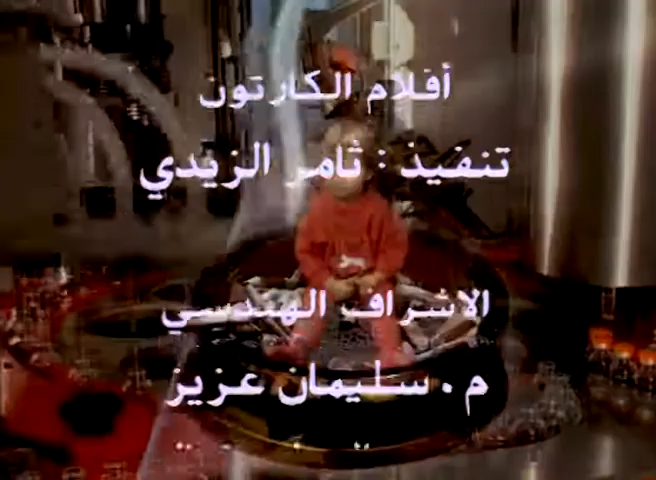 أفلام الكارتون
تنفيذ : ثامر الزيدي
الاشراف الهندسي
م. سليمان عزيز